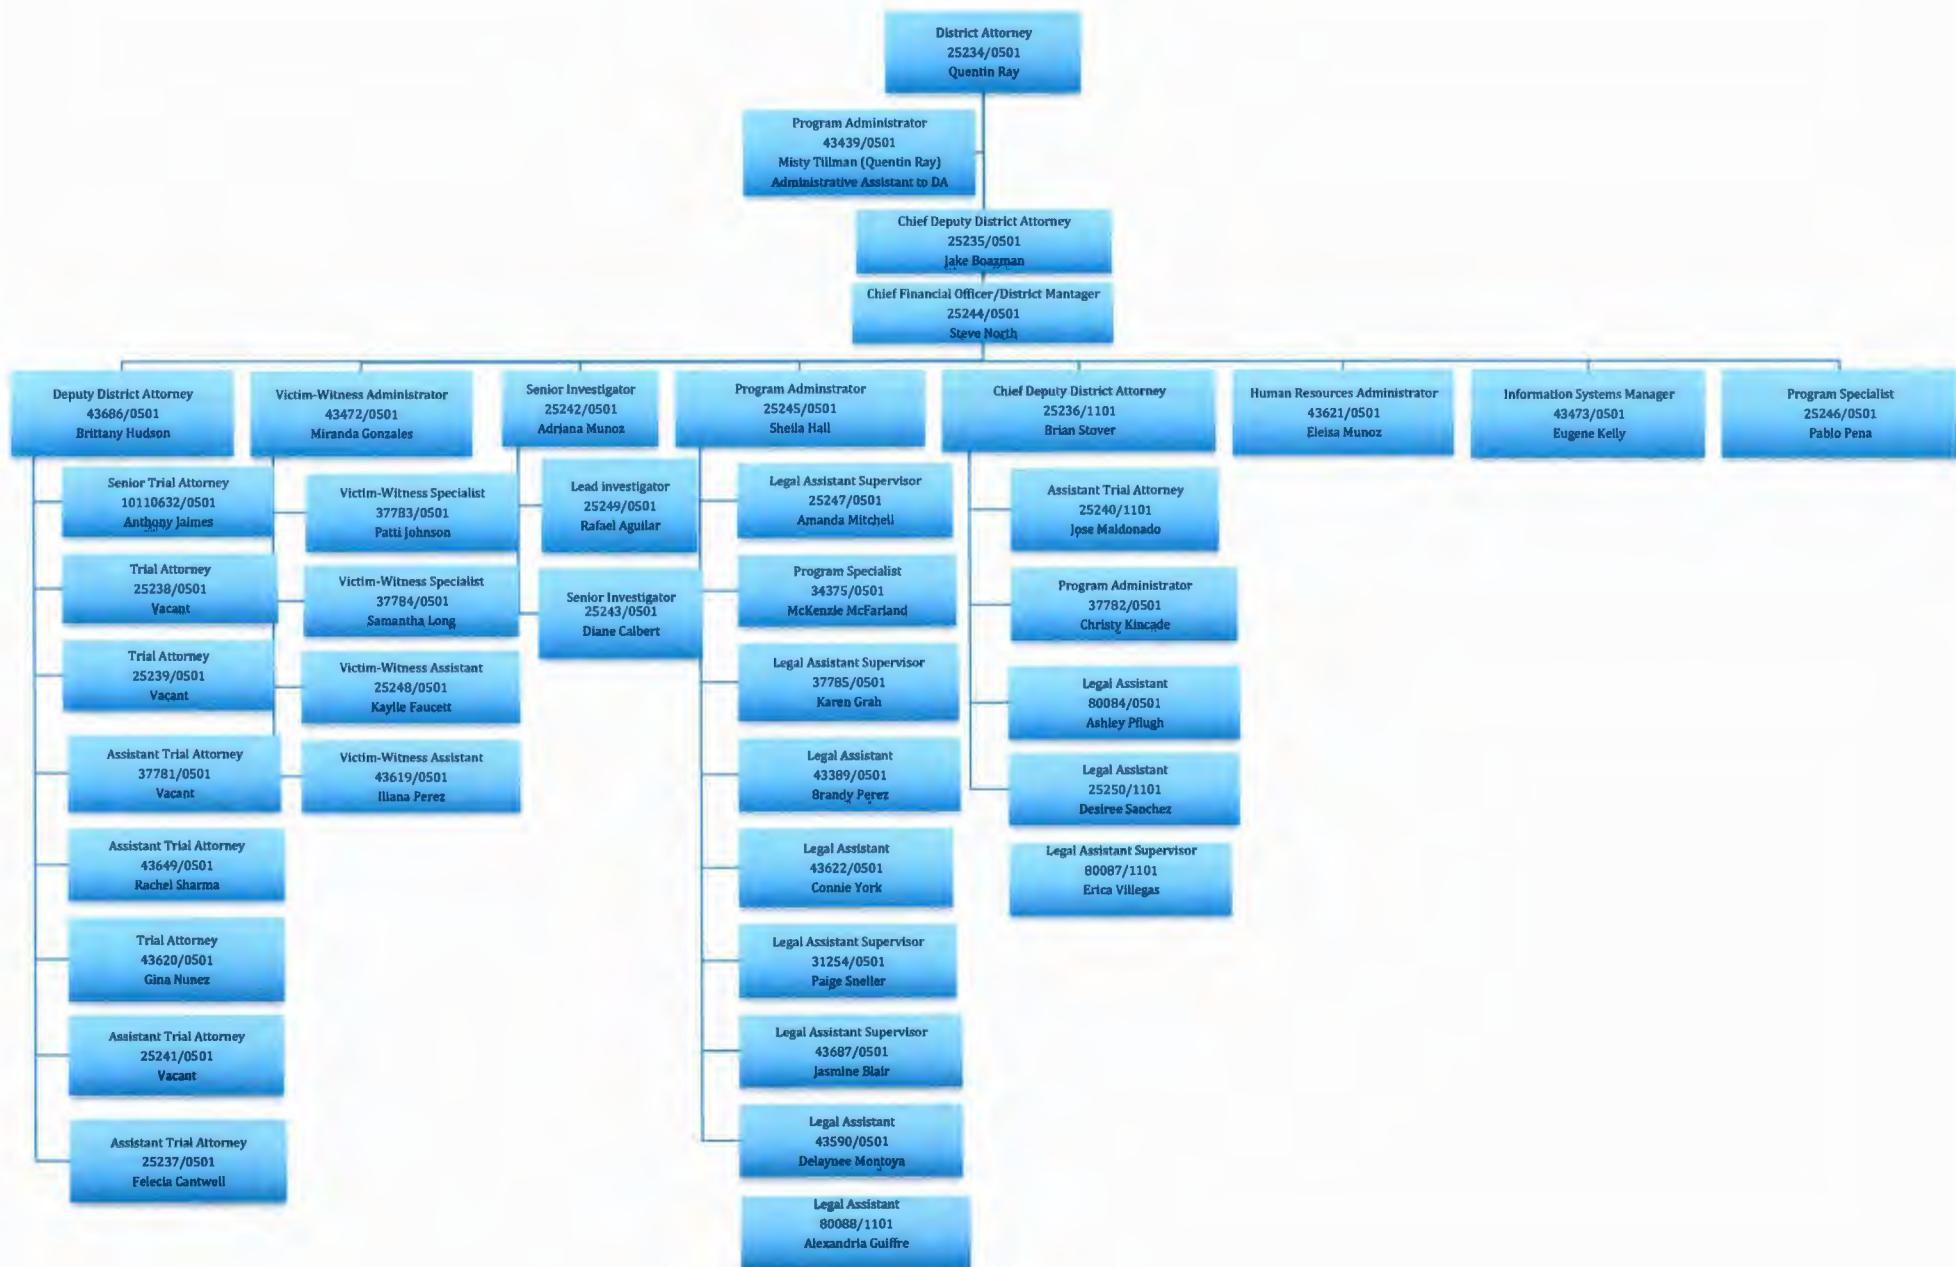 District Attorney
25234/0501
Quentin Ray
Program Administrator
43439/0501
Misty Tillman (Quentin Ray)
Administrative Assistant to DA
Chief Deputy District Attorney
25235/0501
Jake Boazman
Chief Financial Officer/District Mantager
25244/0501
Steve North
Deputy District Attorney
43686/0501
Brittany Hudson
Senior Trial Attorney
10110632/0501
Anthony Jaimes
Trial Attorney
25238/0501
Vacant
Trial Attorney
25239/0501
Vacant
Assistant Trial Attorney
37781/0501
Vacant
Assistant Trial Attorney
43649/0501
Rachel Sharma
Trial Attorney
43620/0501
Gina Nunez
Assistant Trial Attorney
25241/0501
Vacant
Assistant Trial Attorney
25237/0501
Felecia Cantwell
Victim-Witness Administrator
43472/0501
Miranda Gonzales
Victim-Witness Specialist
37783/0501
Patti Johnson
Victim-Witness Specialist
37784/0501
Samantha Long
Victim-Witness Assistant
25248/0501
Kaylie Faucett
Victim-Witness Assistant
43619/0501
Iliana Perez
Senior Investigator
25242/0501
Adriana Munoz
Lead investigator
25249/0501
Rafael Aguilar
Senior Investigator
25243/0501
Diane Calbert
Program Adminstrator
25245/0501
Sheila Hall
Legal Assistant Supervisor
25247/0501
Amanda Mitchell
Program Specialist
34375/0501
McKenzie McFarland
Legal Assistant Supervisor
37785/0501
Karen Grah
Legal Assistant
43389/0501
Brandy Perez
Legal Assistant
43622/0501
Connie York
Legal Assistant Supervisor
31254/0501
Paige Sneller
Legal Assistant Supervisor
43687/0501
Jasmine Blair
Legal Assistant
43590/0501
Delaynee Montoya
Legal Assistant
80088/1101
Alexandria Guiffre
Chief Deputy District Attorney
25236/1101
Brian Stover
Assistant Trial Attorney
25240/1101
Jose Maldonado
Program Administrator
37782/0501
Christy Kincade
Legal Assistant
80084/0501
Ashley Pflugh
Legal Assistant
25250/1101
Desiree Sanchez
Legal Assistant Supervisor
80087/1101
Erica Villegas
Human Resources Administrator
43621/0501
Eleisa Munoz
Information Systems Manager
43473/0501
Eugene Kelly
Program Specialist
25246/0501
Pablo Pena